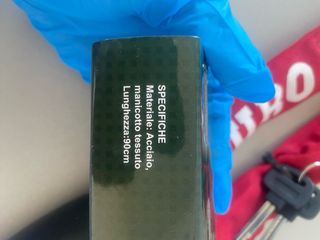 SPECIFICHE
Materiale: Acciaio,
manicotto tessuto
Lunghezza:90cm